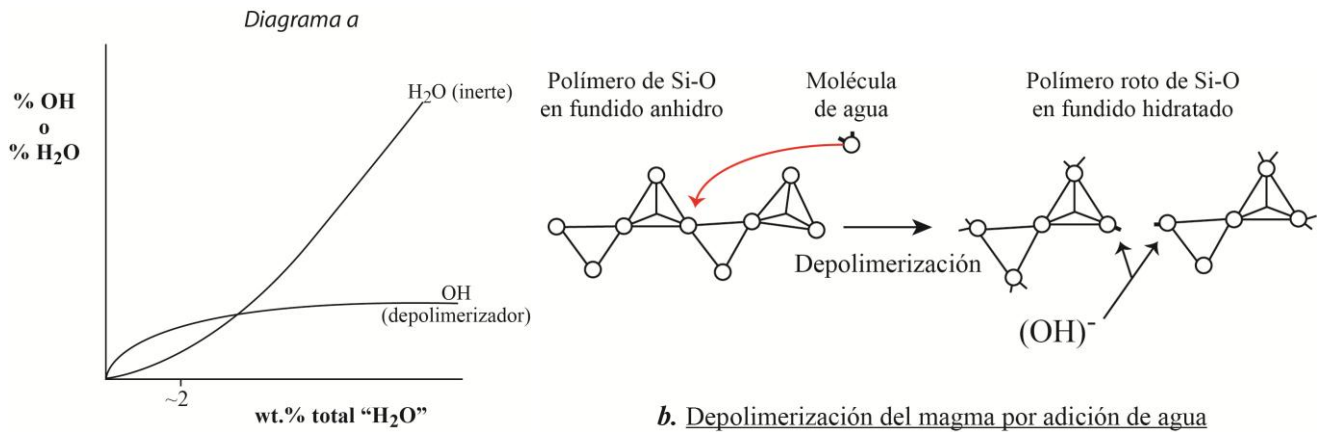 Diagrama a
% OH
o
% H₂O
H₂O (inerte)
OH
(depolimerizador)
~2
wt.% total “H₂O”
Polímero de Si-O
en fundido anhidro
Molécula
de agua
Polímero roto de Si-O
en fundido hidratado
Depolimerización
(OH)⁻
b. Depolimerización del magma por adición de agua